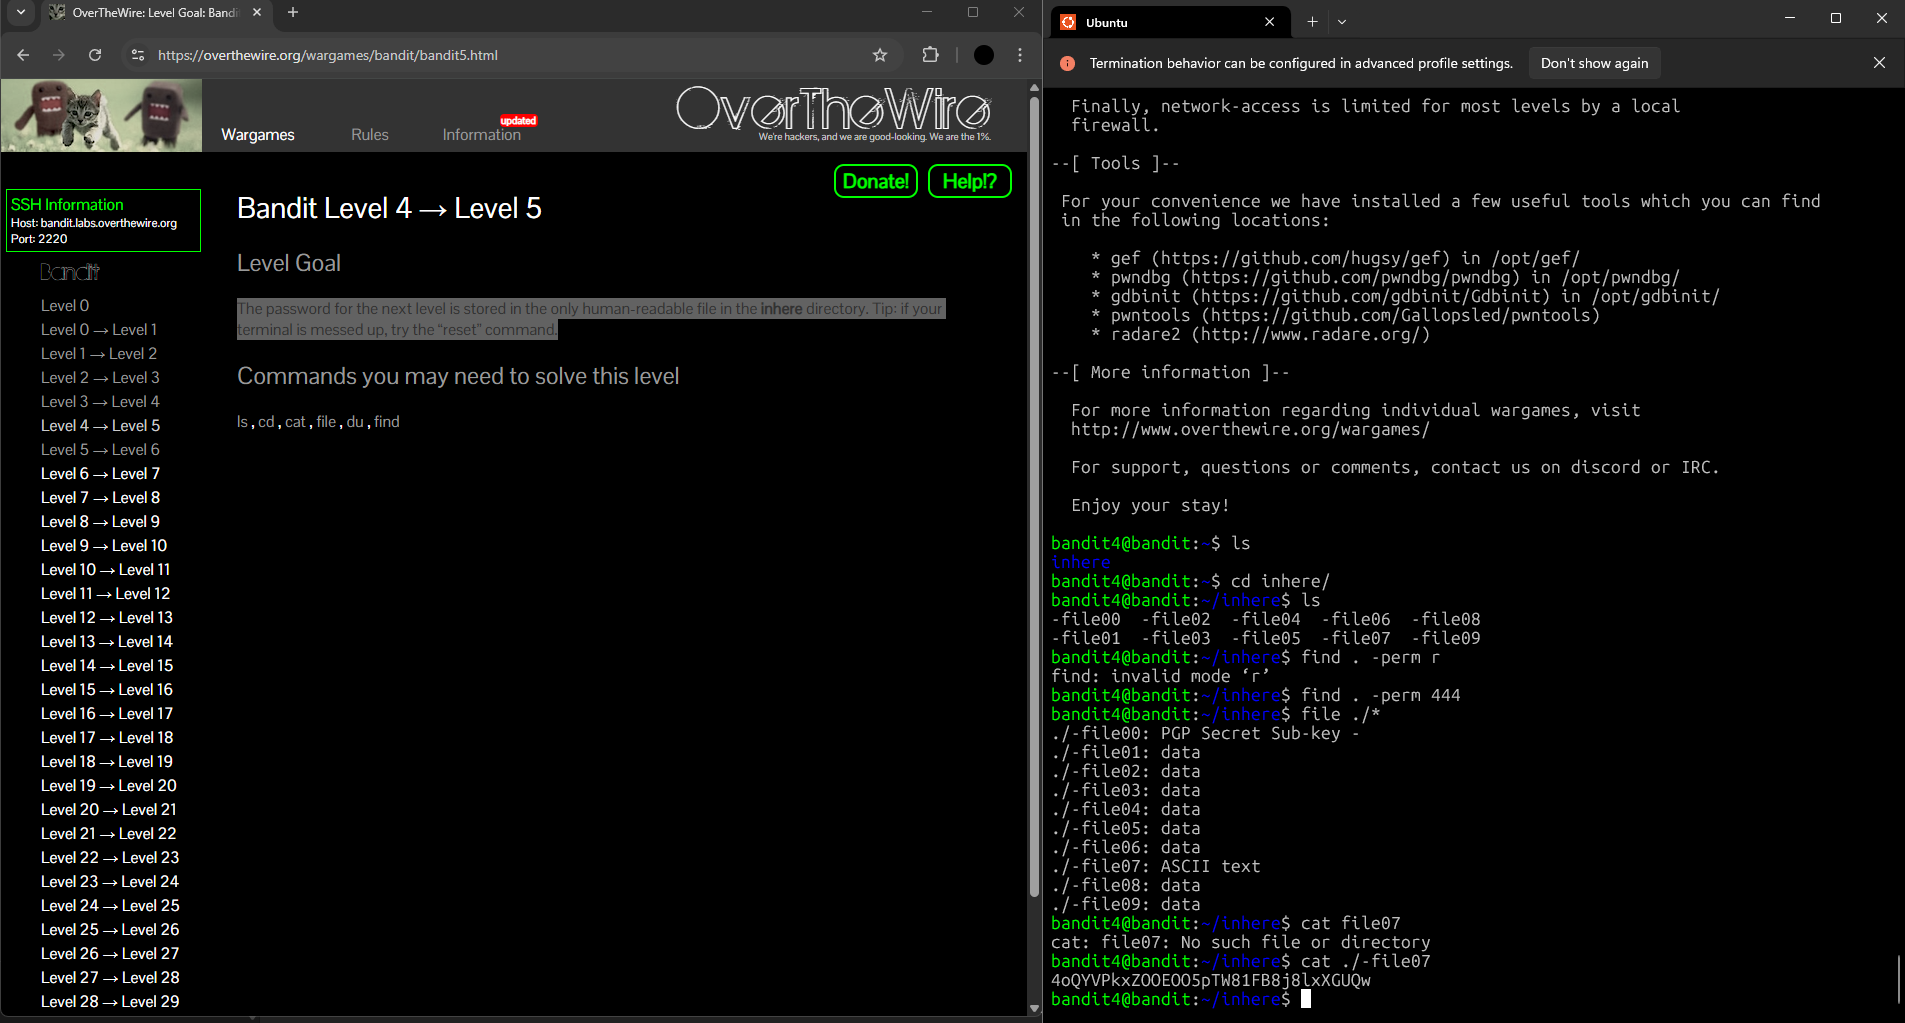 OverTheWire: Level Goal: Bandi
https://overthewire.org/wargames/bandit/bandit5.html
Wargames
Rules
Information
updated
OverTheWire
We're hackers, and we are good-looking. We are the 1%.
Donate!
Help!?
SSH Information
Host: bandit.labs.overthewire.org
Port: 2220
Bandit
Level 0
Level 0 → Level 1
Level 1 → Level 2
Level 2 → Level 3
Level 3 → Level 4
Level 4 → Level 5
Level 5 → Level 6
Level 6 → Level 7
Level 7 → Level 8
Level 8 → Level 9
Level 9 → Level 10
Level 10 → Level 11
Level 11 → Level 12
Level 12 → Level 13
Level 13 → Level 14
Level 14 → Level 15
Level 15 → Level 16
Level 16 → Level 17
Level 17 → Level 18
Level 18 → Level 19
Level 19 → Level 20
Level 20 → Level 21
Level 21 → Level 22
Level 22 → Level 23
Level 23 → Level 24
Level 24 → Level 25
Level 25 → Level 26
Level 26 → Level 27
Level 27 → Level 28
Level 28 → Level 29
Bandit Level 4 → Level 5
Level Goal
The password for the next level is stored in the only human-readable file in the inhere directory. Tip: if your
terminal is messed up, try the “reset” command.
Commands you may need to solve this level
ls , cd , cat , file , du , find
Ubuntu
Termination behavior can be configured in advanced profile settings.
Don't show again
Finally, network-access is limited for most levels by a local
firewall.
--[ Tools ]--
For your convenience we have installed a few useful tools which you can find
in the following locations:
* gef (https://github.com/hugsy/gef) in /opt/gef/
* pwndbg (https://github.com/pwndbg/pwndbg) in /opt/pwndbg/
* gdbinit (https://github.com/gdbinit/Gdbinit) in /opt/gdbinit/
* pwntools (https://github.com/Gallopsled/pwntools)
* radare2 (http://www.radare.org/)
--[ More information ]--
For more information regarding individual wargames, visit
http://www.overthewire.org/wargames/
For support, questions or comments, contact us on discord or IRC.
Enjoy your stay!
bandit4@bandit:~$ ls
inhere
bandit4@bandit:~$ cd inhere/
bandit4@bandit:~/inhere$ ls
-file00  -file02  -file04  -file06  -file08
-file01  -file03  -file05  -file07  -file09
bandit4@bandit:~/inhere$ find . -perm r
find: invalid mode ‘r’
bandit4@bandit:~/inhere$ find . -perm 444
bandit4@bandit:~/inhere$ file ./*
./-file00: PGP Secret Sub-key -
./-file01: data
./-file02: data
./-file03: data
./-file04: data
./-file05: data
./-file06: data
./-file07: ASCII text
./-file08: data
./-file09: data
bandit4@bandit:~/inhere$ cat file07
cat: file07: No such file or directory
bandit4@bandit:~/inhere$ cat ./-file07
4oQYVPkxZOOEOO5pTW81FB8j8lxXGUQw
bandit4@bandit:~/inhere$